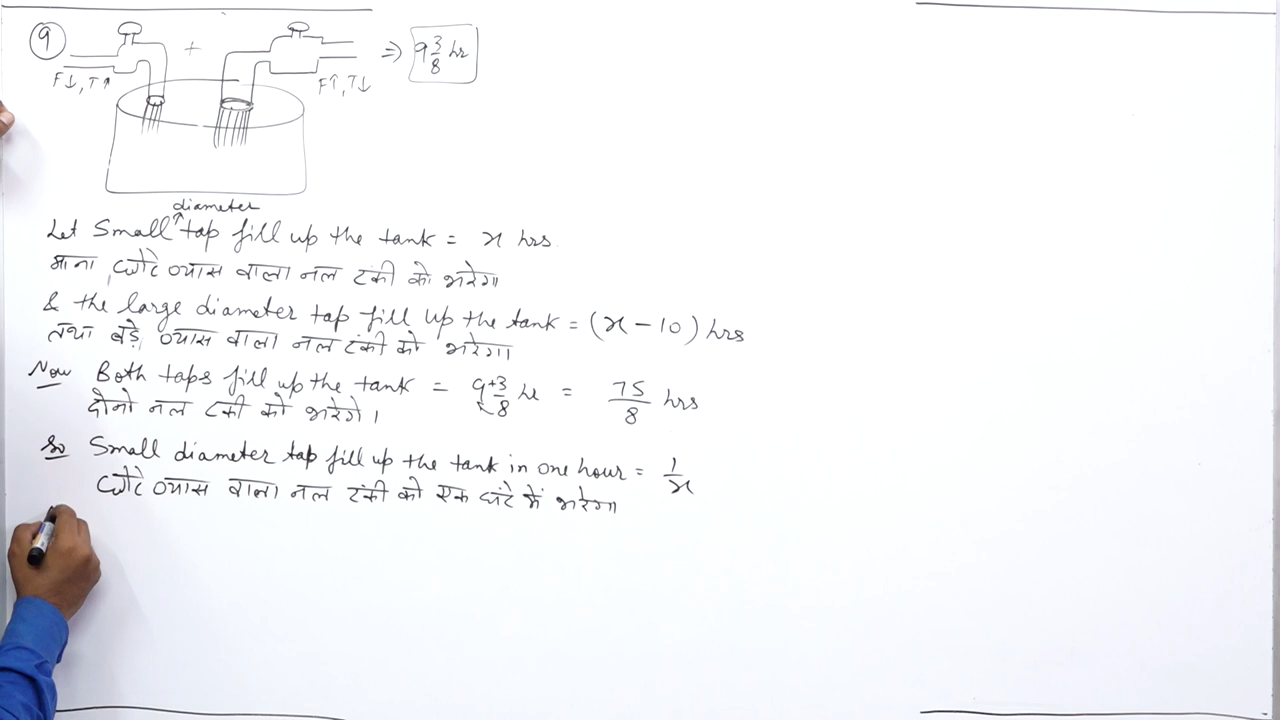 9 + ⇒ 9 3/8 hr
F↓, T↑ F↑, T↓
diameter
Let Small tap fill up the tank = x hrs.
माना छोटे व्यास वाला नल टंकी को भरेगा
& the large diameter tap fill up the tank = (x - 10) hrs
तथा बड़े व्यास वाला नल टंकी को भरेगा।
Now Both taps fill up the tank = 9 3/8 hr = 75/8 hrs
दोनो नल टंकी को भरेगे।
So Small diameter tap fill up the tank in one hour = 1/x
छोटे व्यास वाला नल टंकी को एक घंटे में भरेगा